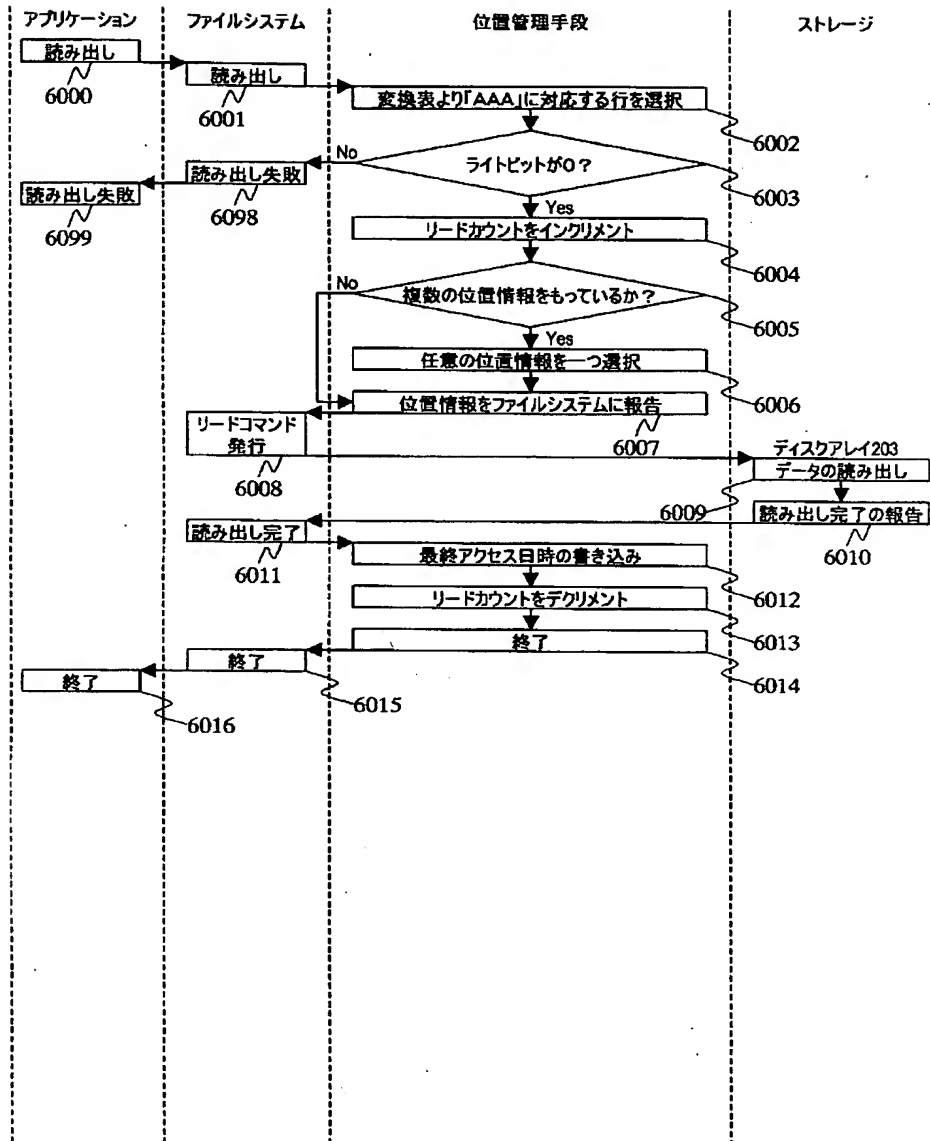 アプリケーション
ファイルシステム
位置管理手段
ストレージ
読み出し
6000
読み出し
6001
変換表より「AAA」に対応する行を選択
6002
ライトビットが0?
6003
No
読み出し失敗
6098
読み出し失敗
6099
Yes
リードカウントをインクリメント
6004
複数の位置情報をもっているか?
6005
No
Yes
任意の位置情報を一つ選択
6006
位置情報をファイルシステムに報告
6007
リードコマンド
発行
6008
ディスクアレイ203
データの読み出し
6009
読み出し完了の報告
6010
読み出し完了
6011
最終アクセス日時の書き込み
6012
リードカウントをデクリメント
6013
終了
6014
終了
6015
終了
6016